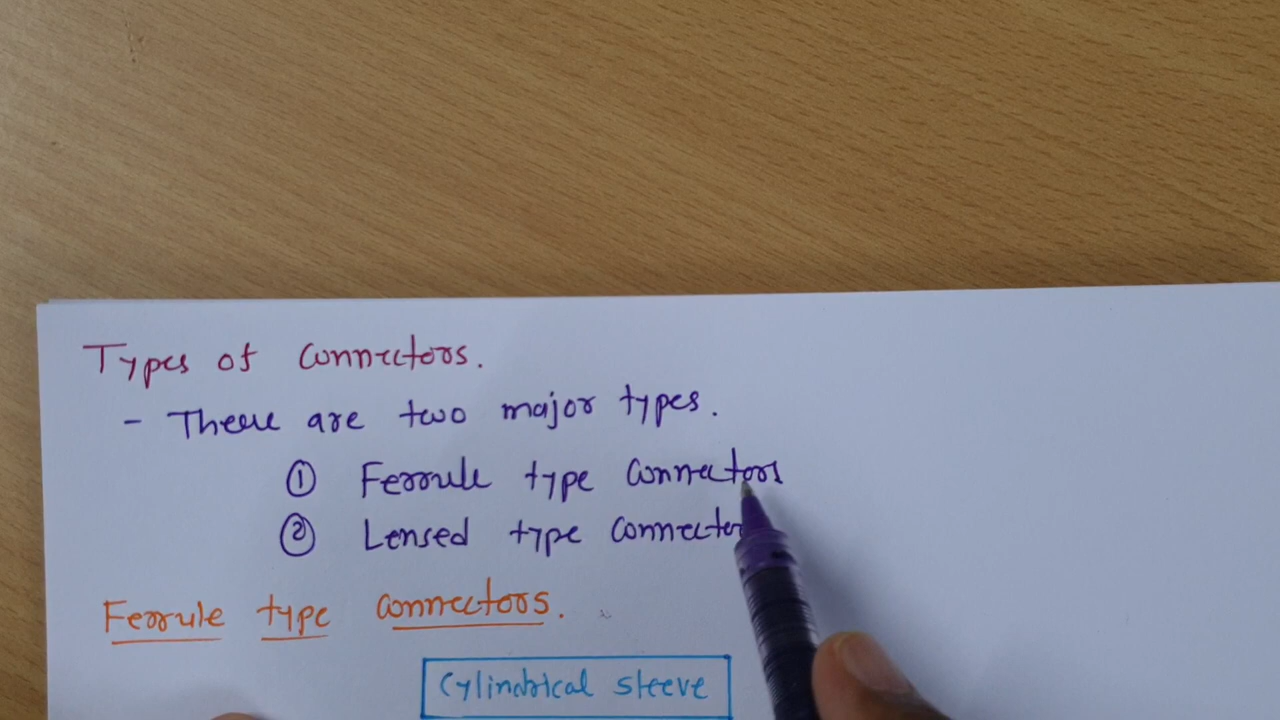 Types of connectors.
- There are two major types.
① Ferrule type connectors
② Lensed type connector
Ferrule type connectors.
Cylindrical sleeve